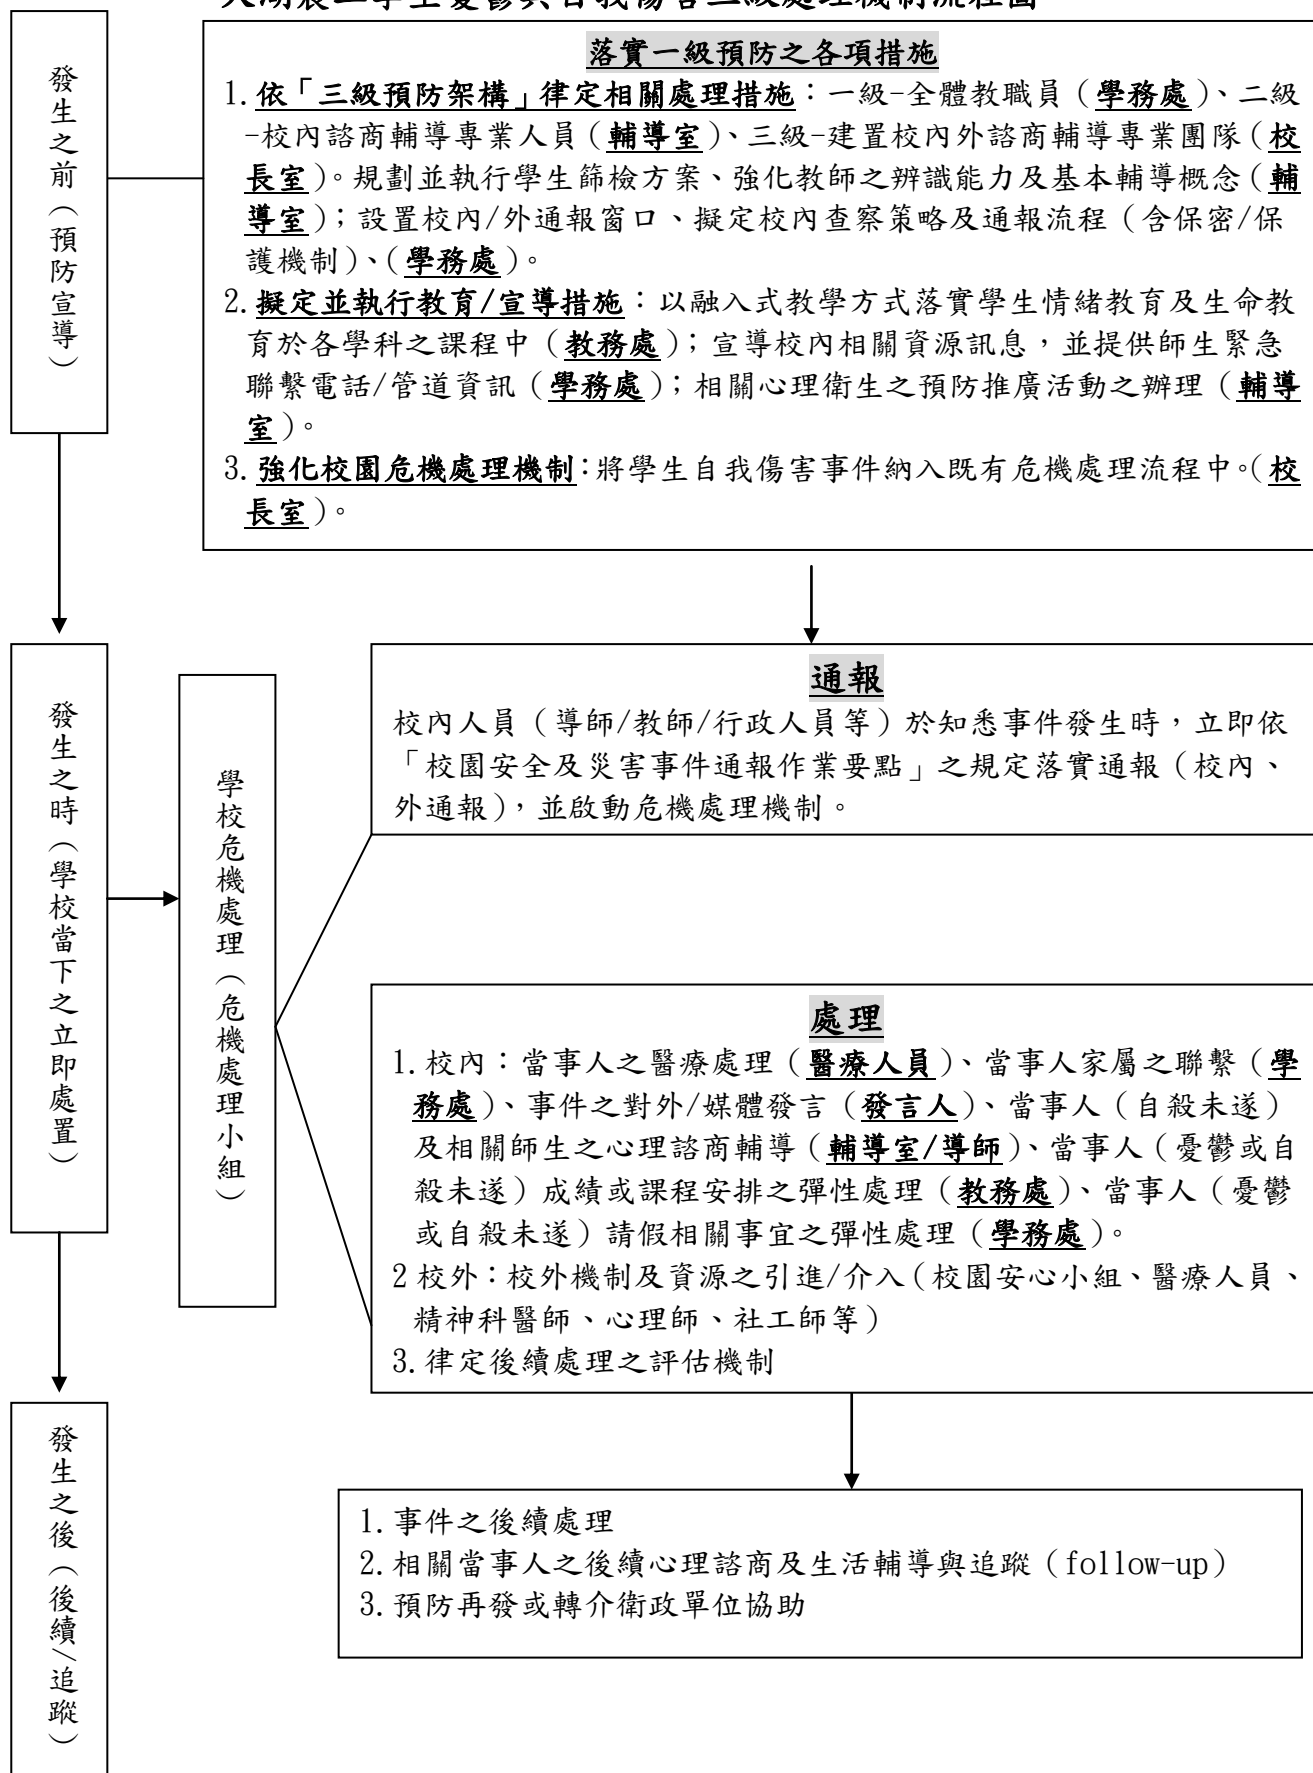 大湖農工學生憂鬱與自我傷害三級處理機制流程圖
發生之前（預防宣導）
落實一級預防之各項措施
1.依「三級預防架構」律定相關處理措施：一級-全體教職員（學務處）、二級
-校內諮商輔導專業人員（輔導室）、三級-建置校內外諮商輔導專業團隊（校
長室）。規劃並執行學生篩檢方案、強化教師之辨識能力及基本輔導概念（輔
導室）；設置校內/外通報窗口、擬定校內查察策略及通報流程（含保密/保
護機制）、（學務處）。
2.擬定並執行教育/宣導措施：以融入式教學方式落實學生情緒教育及生命教
育於各學科之課程中（教務處）；宣導校內相關資源訊息，並提供師生緊急
聯繫電話/管道資訊（學務處）；相關心理衛生之預防推廣活動之辦理（輔導
室）。
3.強化校園危機處理機制：將學生自我傷害事件納入既有危機處理流程中。（校
長室）。
發生之時（學校當下之立即處置）
學校危機處理（危機處理小組）
通報
校內人員（導師/教師/行政人員等）於知悉事件發生時，立即依
「校園安全及災害事件通報作業要點」之規定落實通報（校內、
外通報），並啟動危機處理機制。
處理
1.校內：當事人之醫療處理（醫療人員）、當事人家屬之聯繫（學
務處）、事件之對外/媒體發言（發言人）、當事人（自殺未遂）
及相關師生之心理諮商輔導（輔導室/導師）、當事人（憂鬱或自
殺未遂）成績或課程安排之彈性處理（教務處）、當事人（憂鬱
或自殺未遂）請假相關事宜之彈性處理（學務處）。
2校外：校外機制及資源之引進/介入（校園安心小組、醫療人員、
精神科醫師、心理師、社工師等）
3.律定後續處理之評估機制
發生之後（後續/追蹤）
1.事件之後續處理
2.相關當事人之後續心理諮商及生活輔導與追蹤（follow-up）
3.預防再發或轉介衛政單位協助